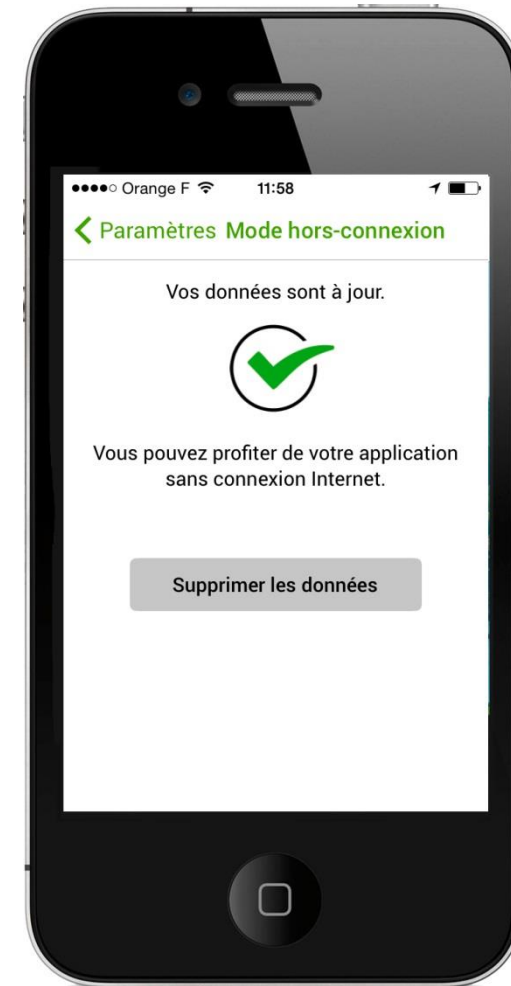 Orange F 11:58
Paramètres Mode hors-connexion
Vos données sont à jour.
Vous pouvez profiter de votre application
sans connexion Internet.
Supprimer les données